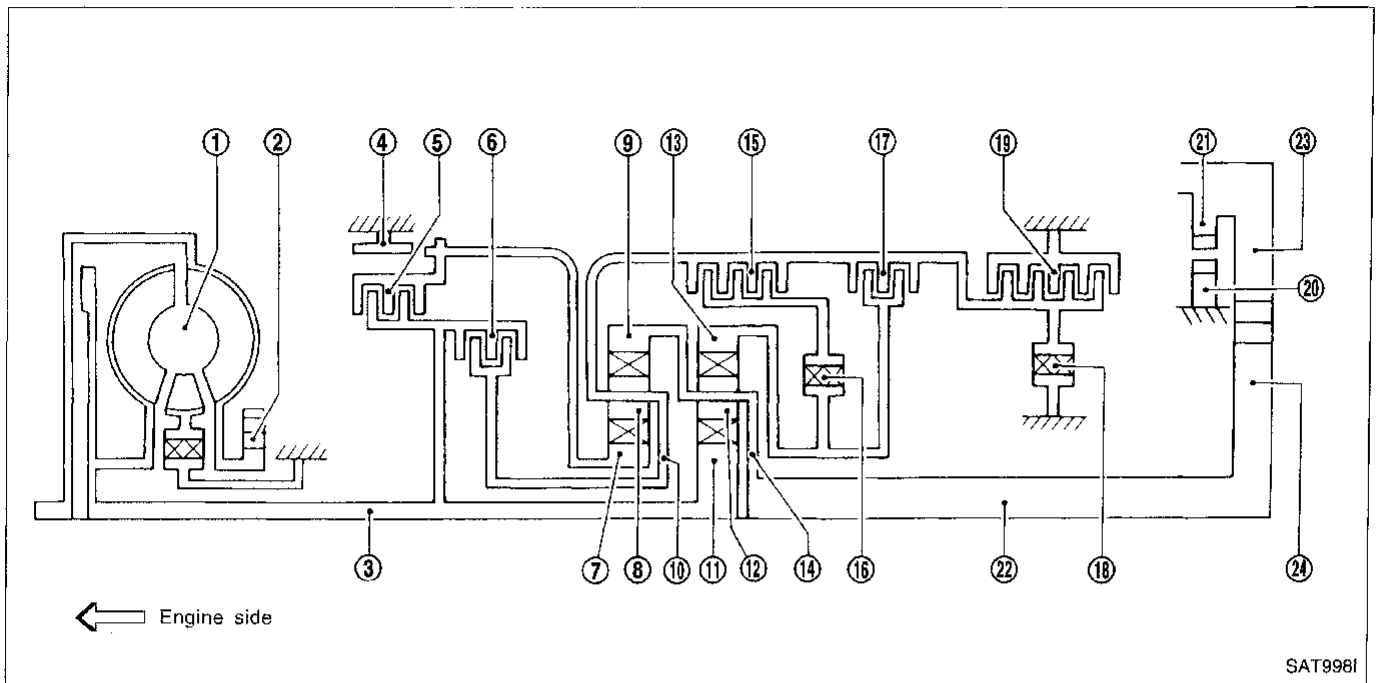 ① ② ④ ⑤ ⑥ ⑨ ⑬ ⑮ ⑰ ⑲ ㉑ ㉓
⑳
③ ⑦ ⑧ ⑩ ⑪ ⑫ ⑭ ⑯ ㉒ ⑱ ㉔
Engine side
SAT998I